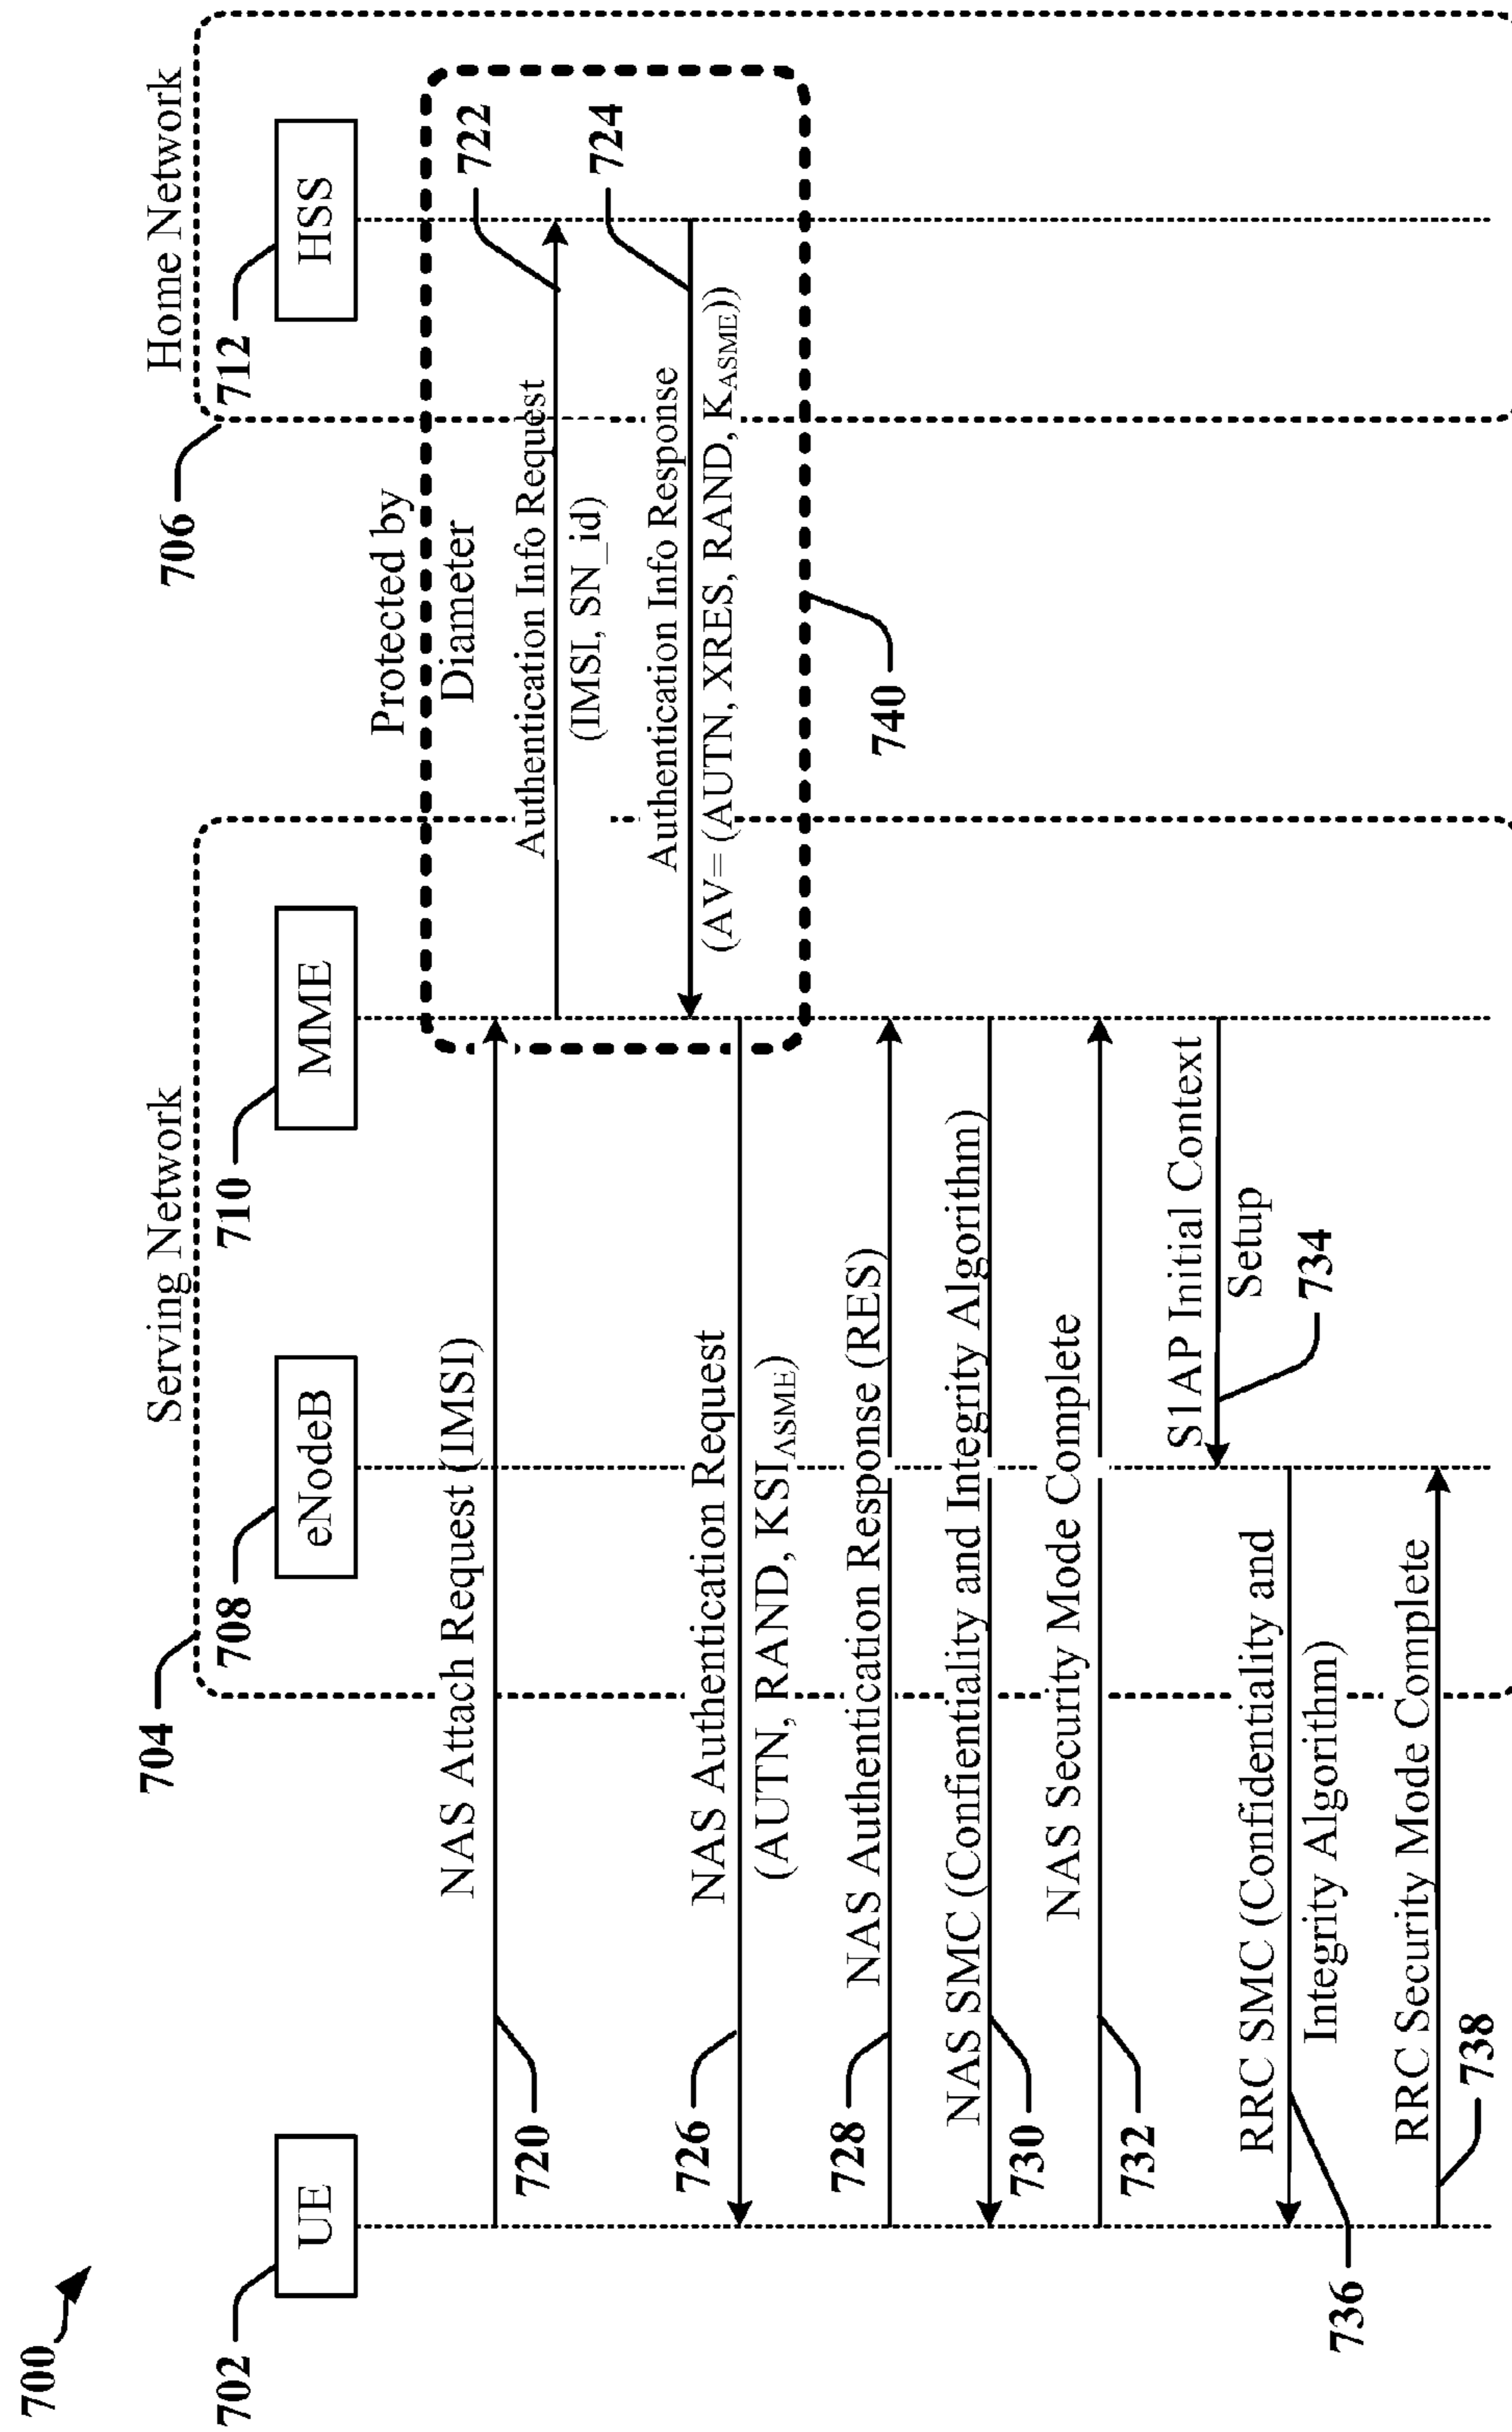 700
704
Serving Network
706
Home Network
702
UE
708
eNodeB
710
MME
712
HSS
Protected by
Diameter
NAS Attach Request (IMSI)
720
722
Authentication Info Request
(IMSI, SN_id)
724
Authentication Info Response
(AV= (AUTN, XRES, RAND, KASME))
740
726
NAS Authentication Request
(AUTN, RAND, KSIASME)
728
NAS Authentication Response (RES)
NAS SMC (Confientiality and Integrity Algorithm)
730
NAS Security Mode Complete
732
S1AP Initial Context
Setup
734
RRC SMC (Confidentiality and
Integrity Algorithm)
736
RRC Security Mode Complete
738